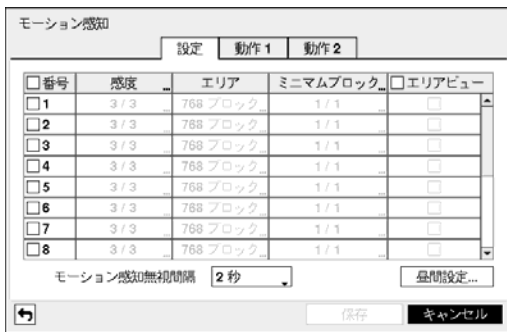 モーション感知
設定 動作1 動作2
番号 感度 ... エリア ミニマムブロック... エリアビュー
1 3 / 3 ... 768 ブロック... 1 / 1 ...
2 3 / 3 ... 768 ブロック... 1 / 1 ...
3 3 / 3 ... 768 ブロック... 1 / 1 ...
4 3 / 3 ... 768 ブロック... 1 / 1 ...
5 3 / 3 ... 768 ブロック... 1 / 1 ...
6 3 / 3 ... 768 ブロック... 1 / 1 ...
7 3 / 3 ... 768 ブロック... 1 / 1 ...
8 3 / 3 ... 768 ブロック... 1 / 1 ...
モーション感知無視間隔 2 秒 昼間設定...
保存 キャンセル